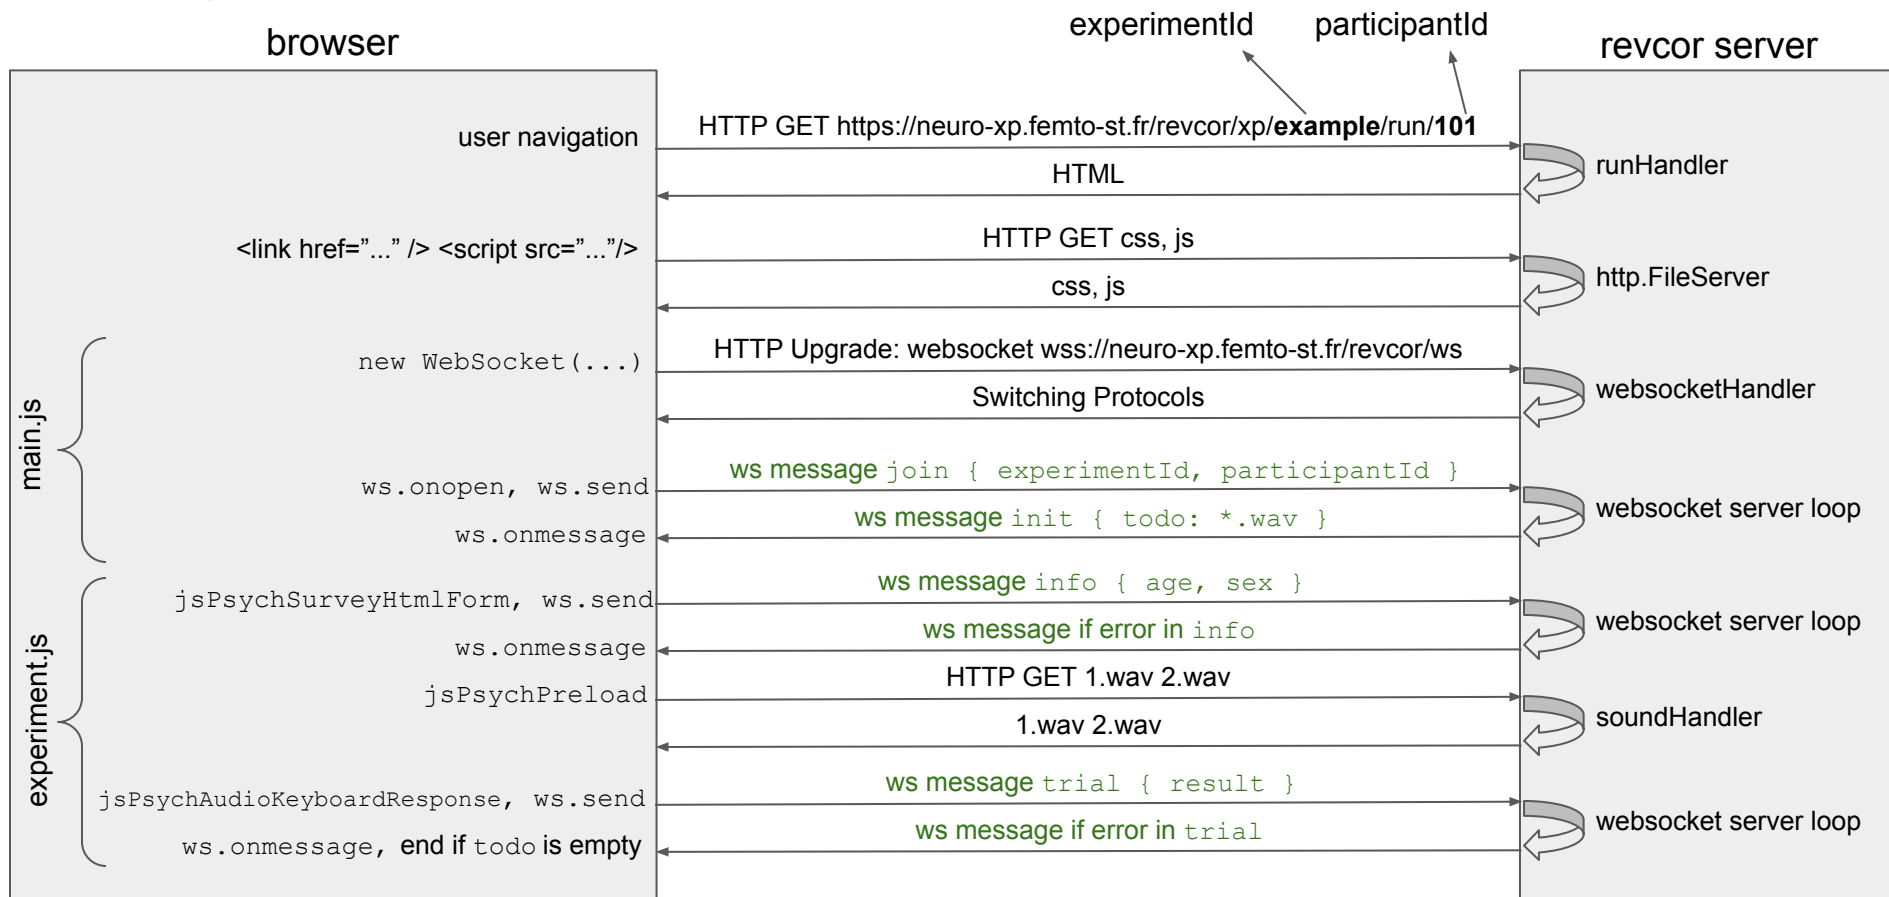 experimentId participantId
browser
revcor server
user navigation
HTTP GET https://neuro-xp.femto-st.fr/revcor/xp/example/run/101
runHandler
HTML
<link href="..." /> <script src="..."/>
HTTP GET css, js
http.FileServer
css, js
main.js
new WebSocket(...)
HTTP Upgrade: websocket wss://neuro-xp.femto-st.fr/revcor/ws
websocketHandler
Switching Protocols
ws.onopen, ws.send
ws message join { experimentId, participantId }
websocket server loop
ws.onmessage
ws message init { todo: *.wav }
experiment.js
jsPsychSurveyHtmlForm, ws.send
ws message info { age, sex }
websocket server loop
ws.onmessage
ws message if error in info
jsPsychPreload
HTTP GET 1.wav 2.wav
soundHandler
1.wav 2.wav
jsPsychAudioKeyboardResponse, ws.send
ws message trial { result }
websocket server loop
ws.onmessage, end if todo is empty
ws message if error in trial